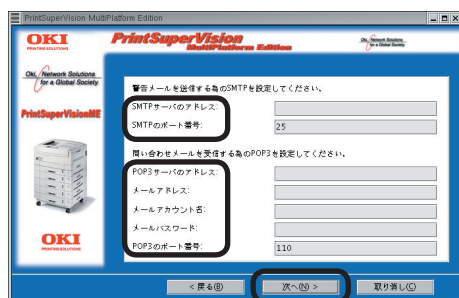 PrintSuperVision MultiPlatform Edition
OKI
PRINTING SOLUTIONS
PrintSuperVision
MultiPlatform Edition
Oki, Network Solutions
for a Global Society
Oki, Network Solutions
for a Global Society
PrintSuperVisionME
OKI
PRINTING SOLUTIONS
警告メールを送信する為のSMTPを設定してください。
SMTPサーバのアドレス:
SMTPのポート番号:
25
問い合わせメールを受信する為のPOP3を設定してください。
POP3サーバのアドレス:
メールアドレス:
メールアカウント名:
メールパスワード:
POP3のポート番号:
110
< 戻る(B)
次へ(N) >
取り消し(C)